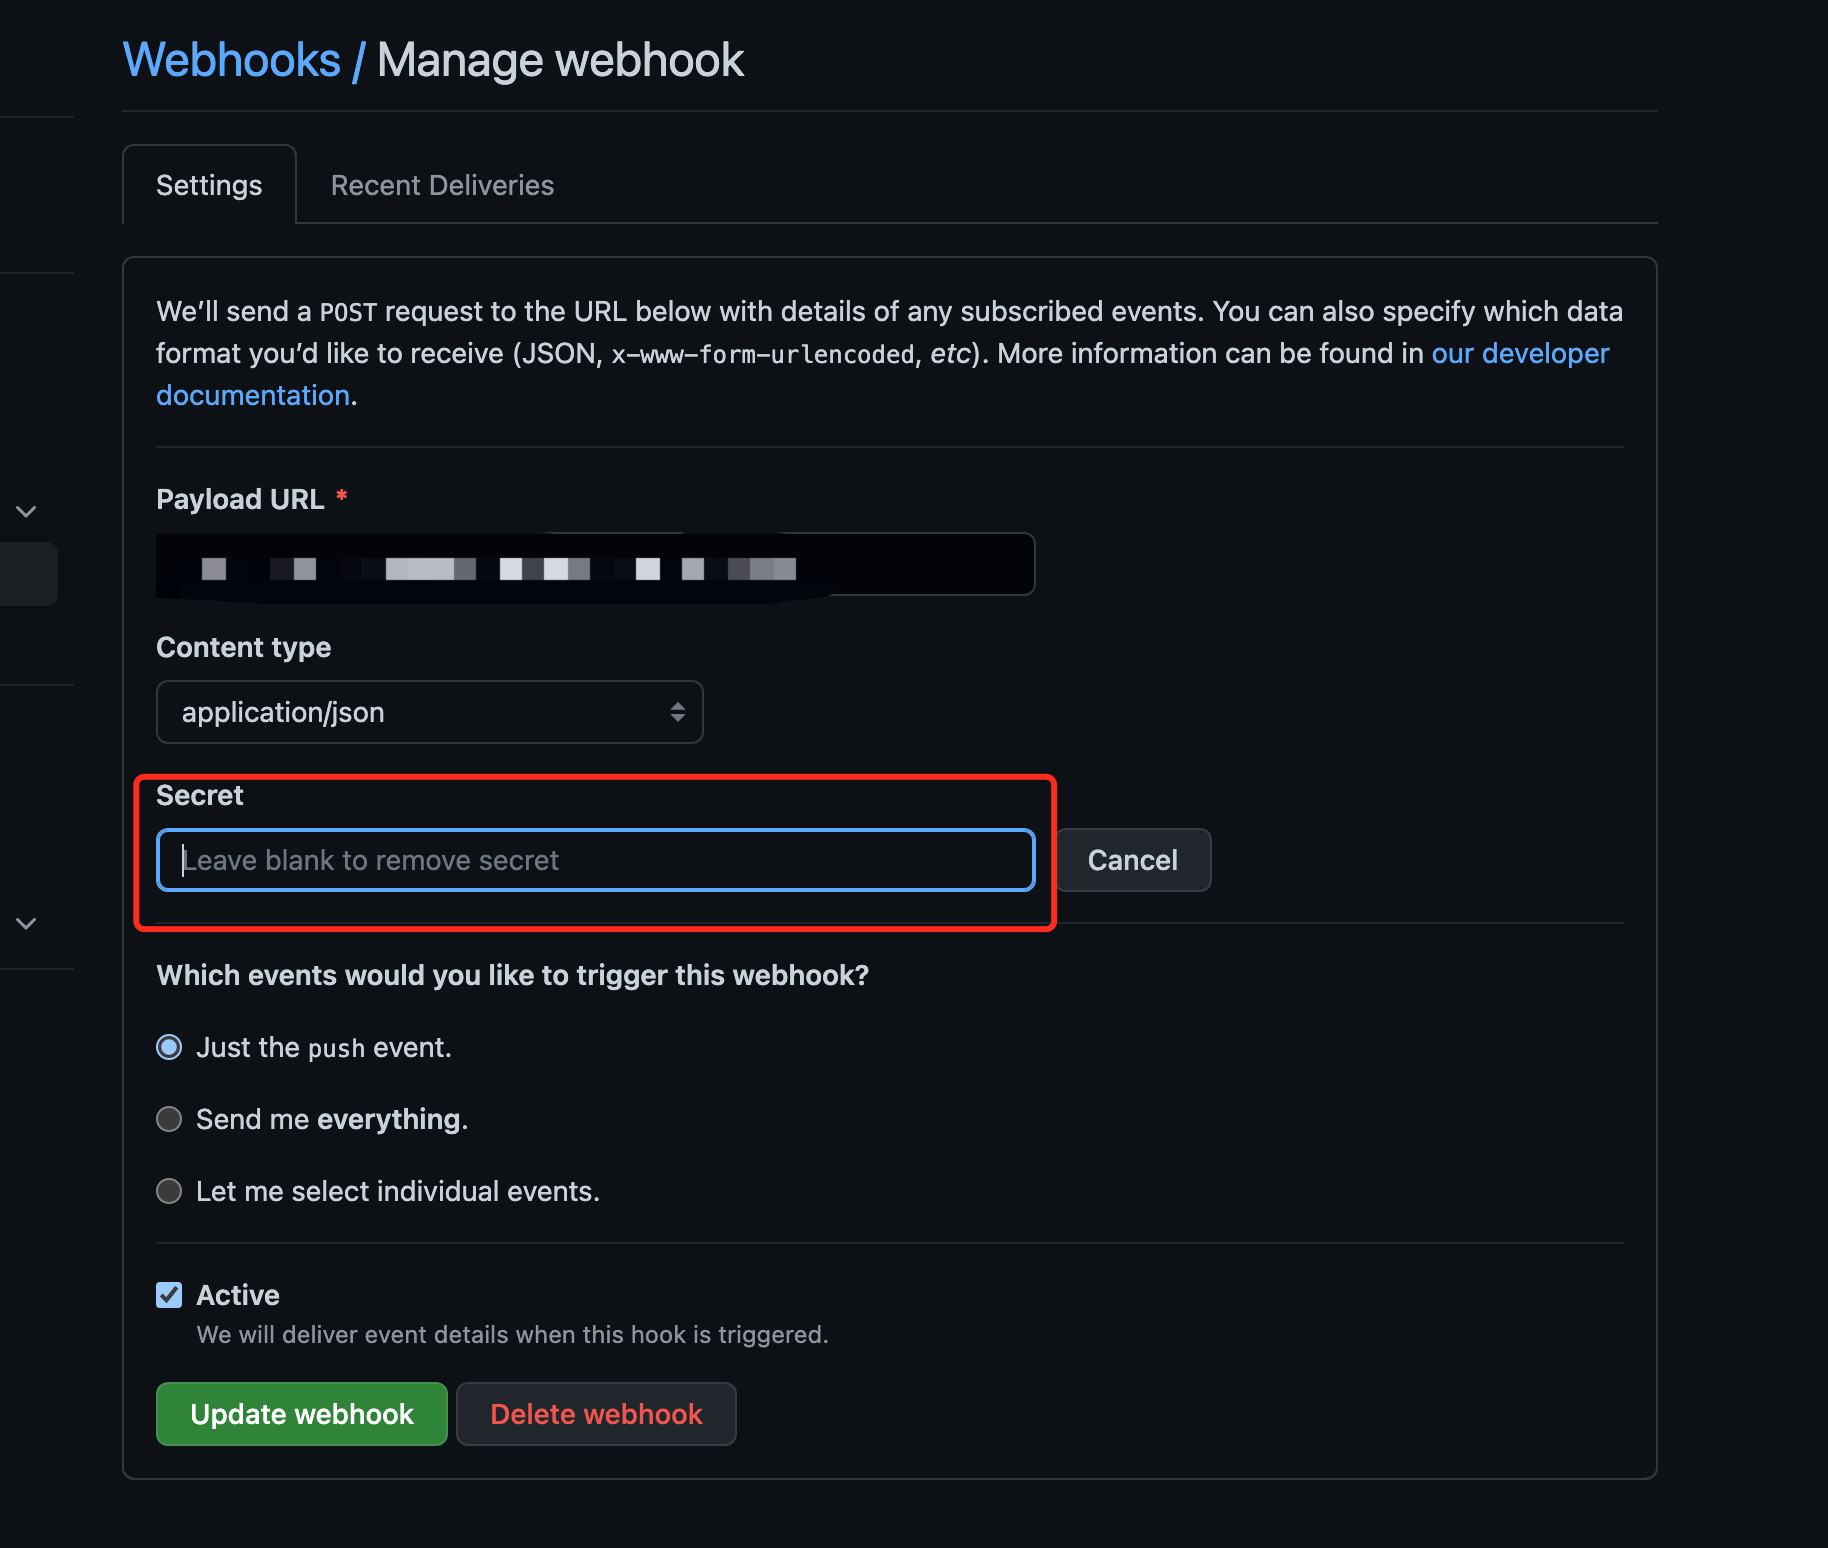 Webhooks / Manage webhook
Settings
Recent Deliveries
We’ll send a POST request to the URL below with details of any subscribed events. You can also specify which data
format you’d like to receive (JSON, x-www-form-urlencoded, etc). More information can be found in our developer
documentation.
Payload URL *
Content type
application/json
Secret
Leave blank to remove secret
Cancel
Which events would you like to trigger this webhook?
Just the push event.
Send me everything.
Let me select individual events.
Active
We will deliver event details when this hook is triggered.
Update webhook
Delete webhook